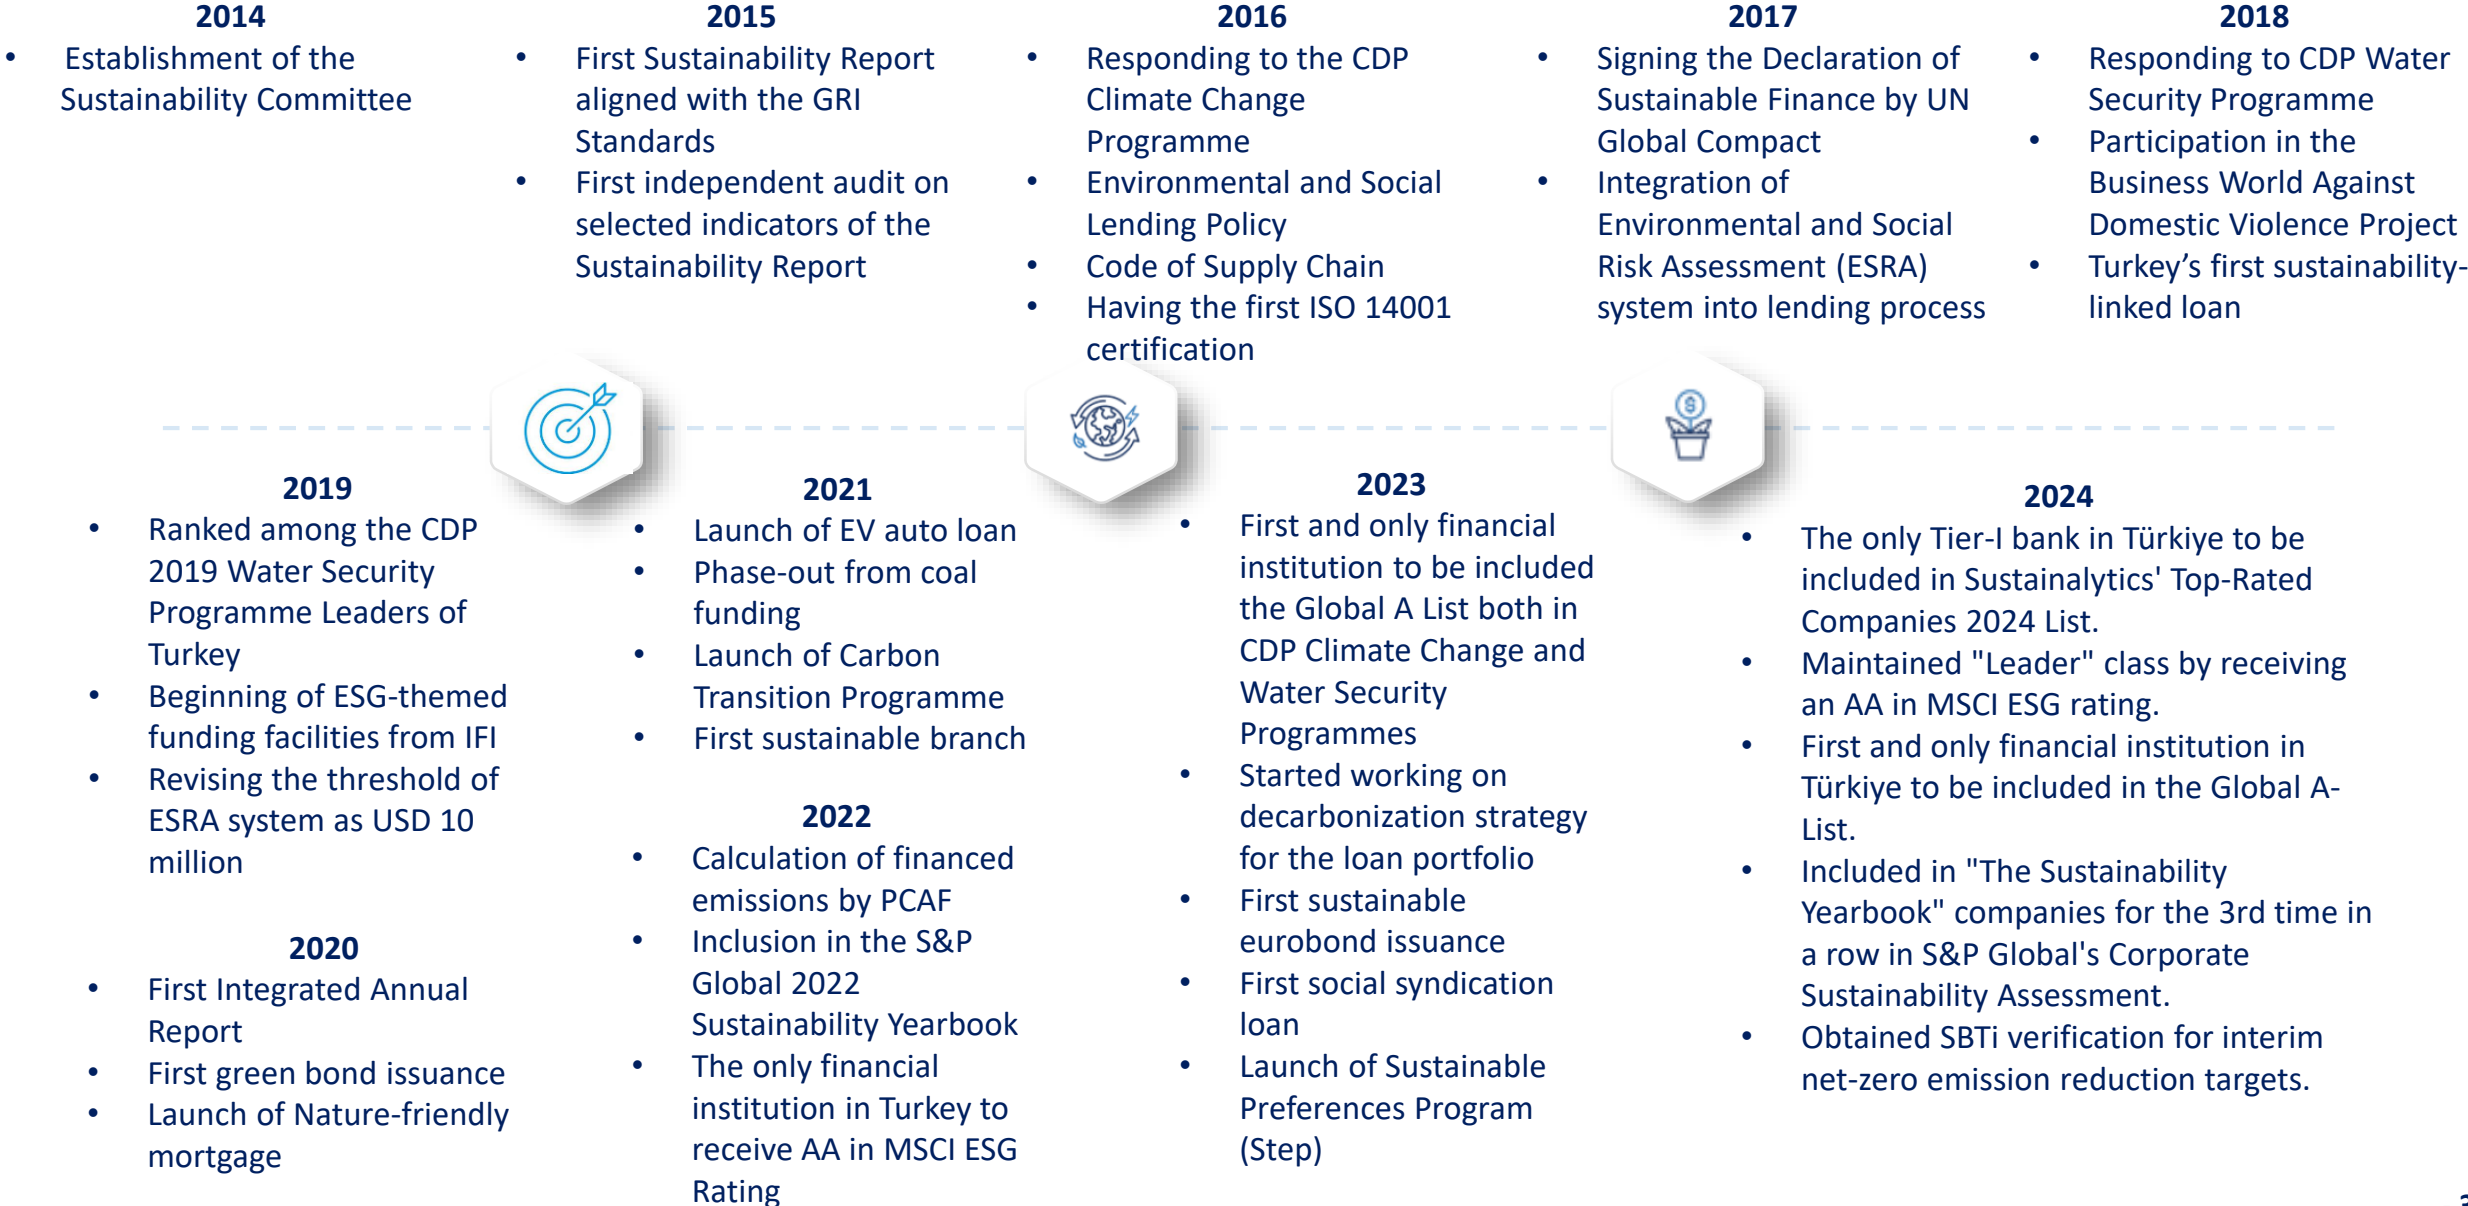 2014
• Establishment of the
Sustainability Committee
2015
• First Sustainability Report
aligned with the GRI
Standards
• First independent audit on
selected indicators of the
Sustainability Report
2016
• Responding to the CDP
Climate Change
Programme
• Environmental and Social
Lending Policy
• Code of Supply Chain
• Having the first ISO 14001
certification
2017
• Signing the Declaration of
Sustainable Finance by UN
Global Compact
• Integration of
Environmental and Social
Risk Assessment (ESRA)
system into lending process
2018
• Responding to CDP Water
Security Programme
• Participation in the
Business World Against
Domestic Violence Project
• Turkey’s first sustainability-
linked loan
2019
• Ranked among the CDP
2019 Water Security
Programme Leaders of
Turkey
• Beginning of ESG-themed
funding facilities from IFI
• Revising the threshold of
ESRA system as USD 10
million
2020
• First Integrated Annual
Report
• First green bond issuance
• Launch of Nature-friendly
mortgage
2021
• Launch of EV auto loan
• Phase-out from coal
funding
• Launch of Carbon
Transition Programme
• First sustainable branch
2022
• Calculation of financed
emissions by PCAF
• Inclusion in the S&P
Global 2022
Sustainability Yearbook
• The only financial
institution in Turkey to
receive AA in MSCI ESG
Rating
2023
• First and only financial
institution to be included
the Global A List both in
CDP Climate Change and
Water Security
Programmes
• Started working on
decarbonization strategy
for the loan portfolio
• First sustainable
eurobond issuance
• First social syndication
loan
• Launch of Sustainable
Preferences Program
(Step)
2024
• The only Tier-I bank in Türkiye to be
included in Sustainalytics' Top-Rated
Companies 2024 List.
• Maintained "Leader" class by receiving
an AA in MSCI ESG rating.
• First and only financial institution in
Türkiye to be included in the Global A-
List.
• Included in "The Sustainability
Yearbook" companies for the 3rd time in
a row in S&P Global's Corporate
Sustainability Assessment.
• Obtained SBTi verification for interim
net-zero emission reduction targets.